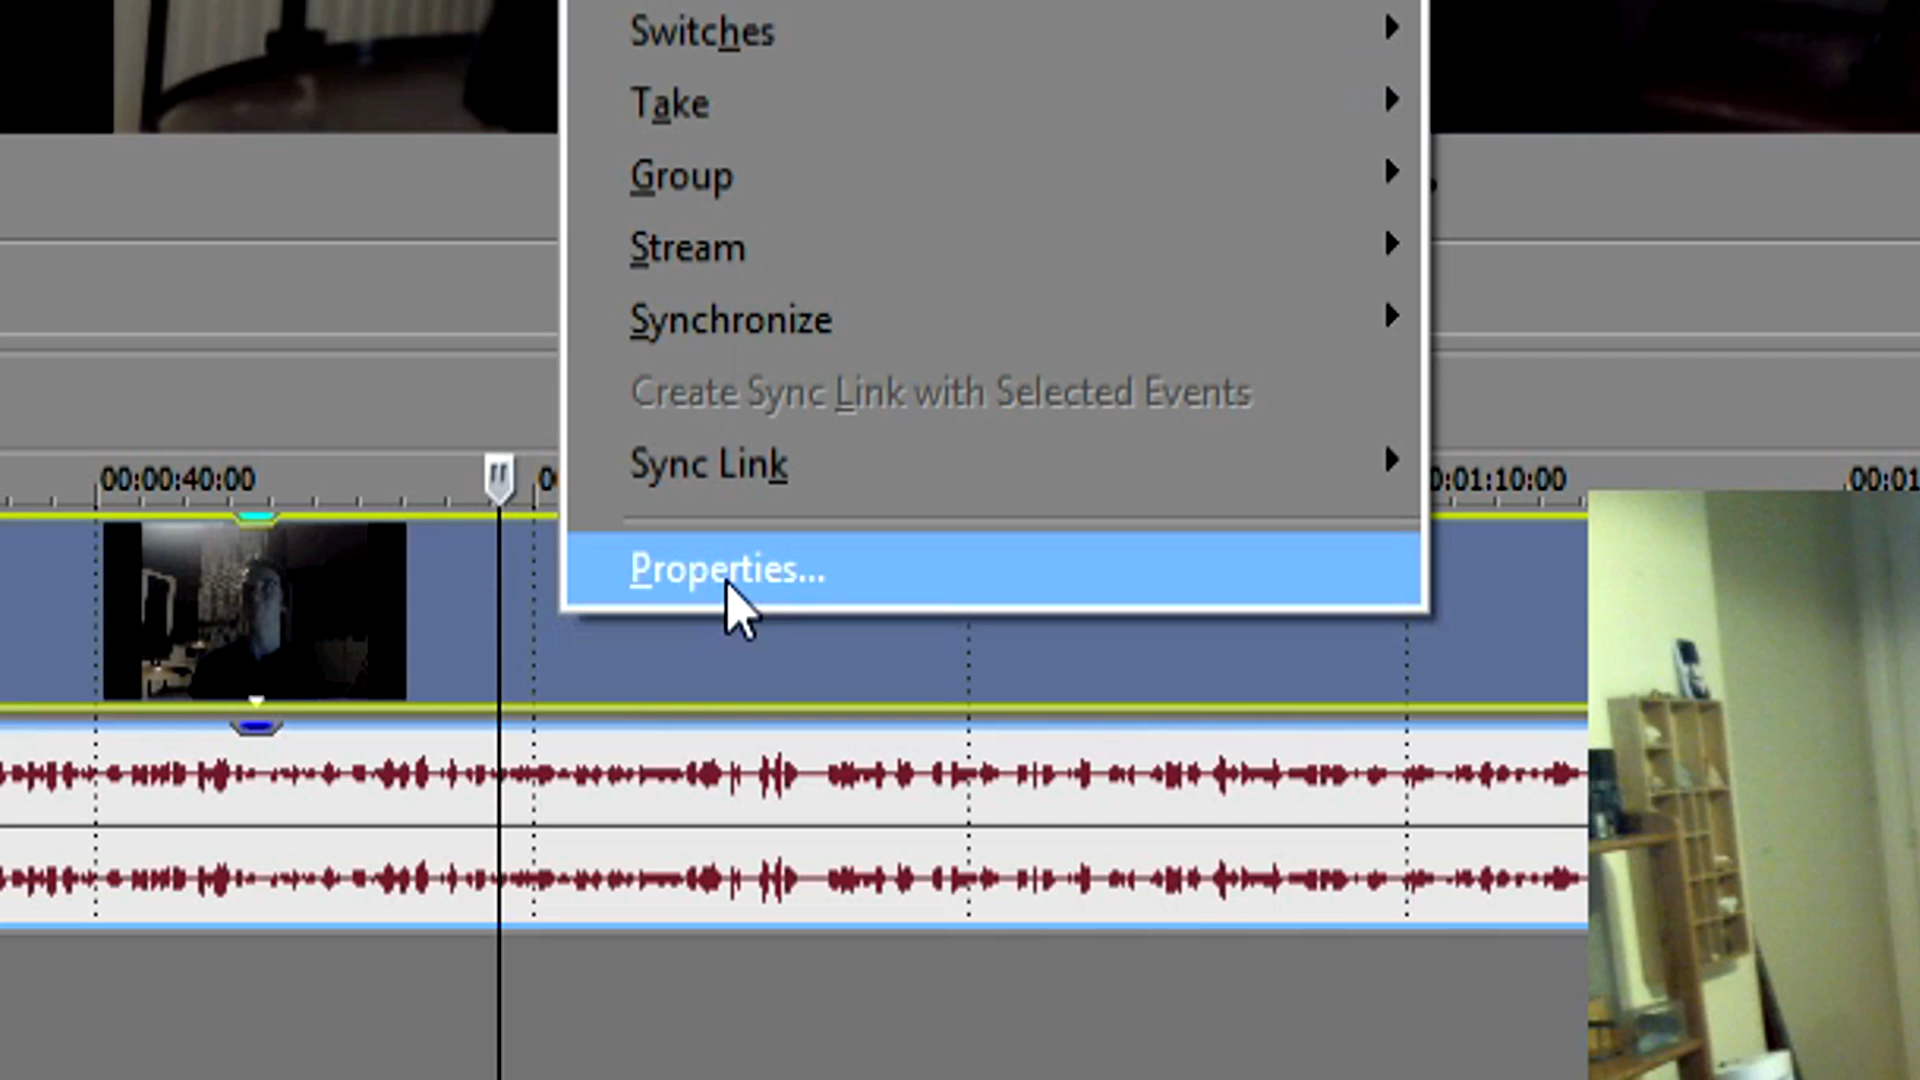 Switches
Take
Group
Stream
Synchronize
Create Sync Link with Selected Events
Sync Link
00:00:40:00
0:01:10:00
00:01
Properties...